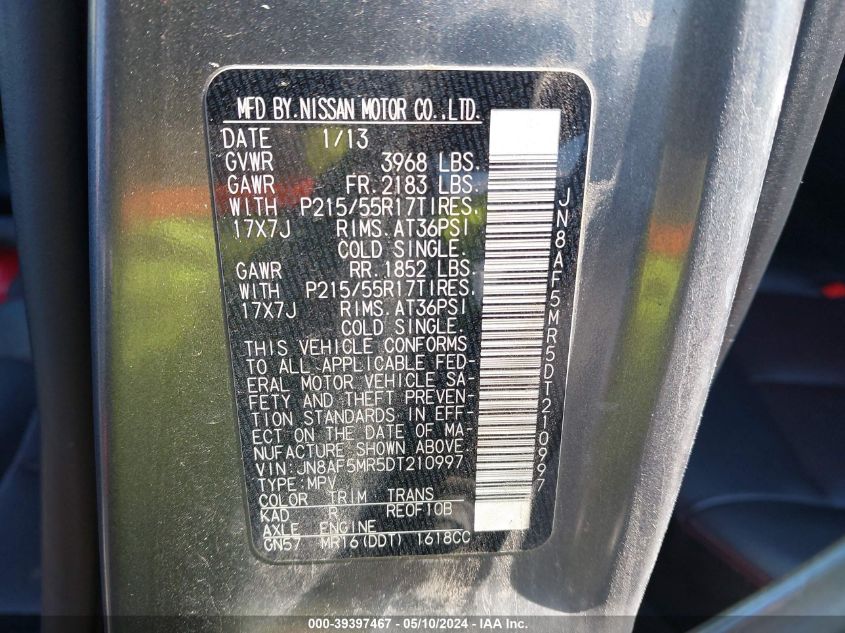 MFD BY.NISSAN MOTOR CO.,LTD.
DATE 1/13
GVWR 3968 LBS.
GAWR FR.2183 LBS.
WITH P215/55R17TIRES.
17X7J RIMS.AT36PSI
COLD SINGLE.
GAWR RR.1852 LBS.
WITH P215/55R17TIRES.
17X7J RIMS.AT36PSI
COLD SINGLE.
THIS VEHICLE CONFORMS
TO ALL APPLICABLE FED-
ERAL MOTOR VEHICLE SA-
FETY AND THEFT PREVEN-
TION STANDARDS IN EFF-
ECT ON THE DATE OF MA-
NUFACTURE SHOWN ABOVE
VIN:JN8AF5MR5DT210997
TYPE:MPV
COLOR TRIM TRANS
KAD R RE0F10B
AXLE ENGINE
GN57 MR16(DDT) 1618CC
JN8AF5MR5DT210997
000-39397467 - 05/10/2024 - IAA, Inc.